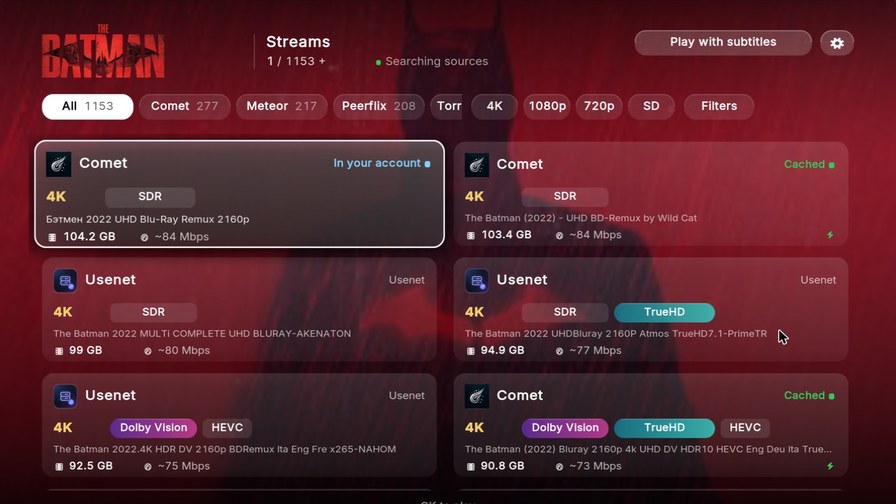 THE
BATMAN
Streams
1 / 1153 +
Searching sources
Play with subtitles
All 1153
Comet 277
Meteor 217
Peerflix 208
Torr
4K
1080p
720p
SD
Filters
Comet
In your account
4K
SDR
Бэтмен 2022 UHD Blu-Ray Remux 2160p
104.2 GB
~84 Mbps
Comet
Cached
4K
SDR
The Batman (2022) - UHD BD-Remux by Wild Cat
103.4 GB
~84 Mbps
Usenet
Usenet
4K
SDR
The Batman 2022 MULTi COMPLETE UHD BLURAY-AKENATON
99 GB
~80 Mbps
Usenet
Usenet
4K
SDR
TrueHD
The Batman 2022 UHDBluray 2160P Atmos TrueHD7.1-PrimeTR
94.9 GB
~77 Mbps
Usenet
Usenet
4K
Dolby Vision
HEVC
The Batman 2022.4K HDR DV 2160p BDRemux Ita Eng Fre x265-NAHOM
92.5 GB
~75 Mbps
Comet
Cached
4K
Dolby Vision
TrueHD
HEVC
The Batman (2022) Bluray 2160p 4k UHD DV HDR10 HEVC Eng Deu Ita True...
90.8 GB
~73 Mbps